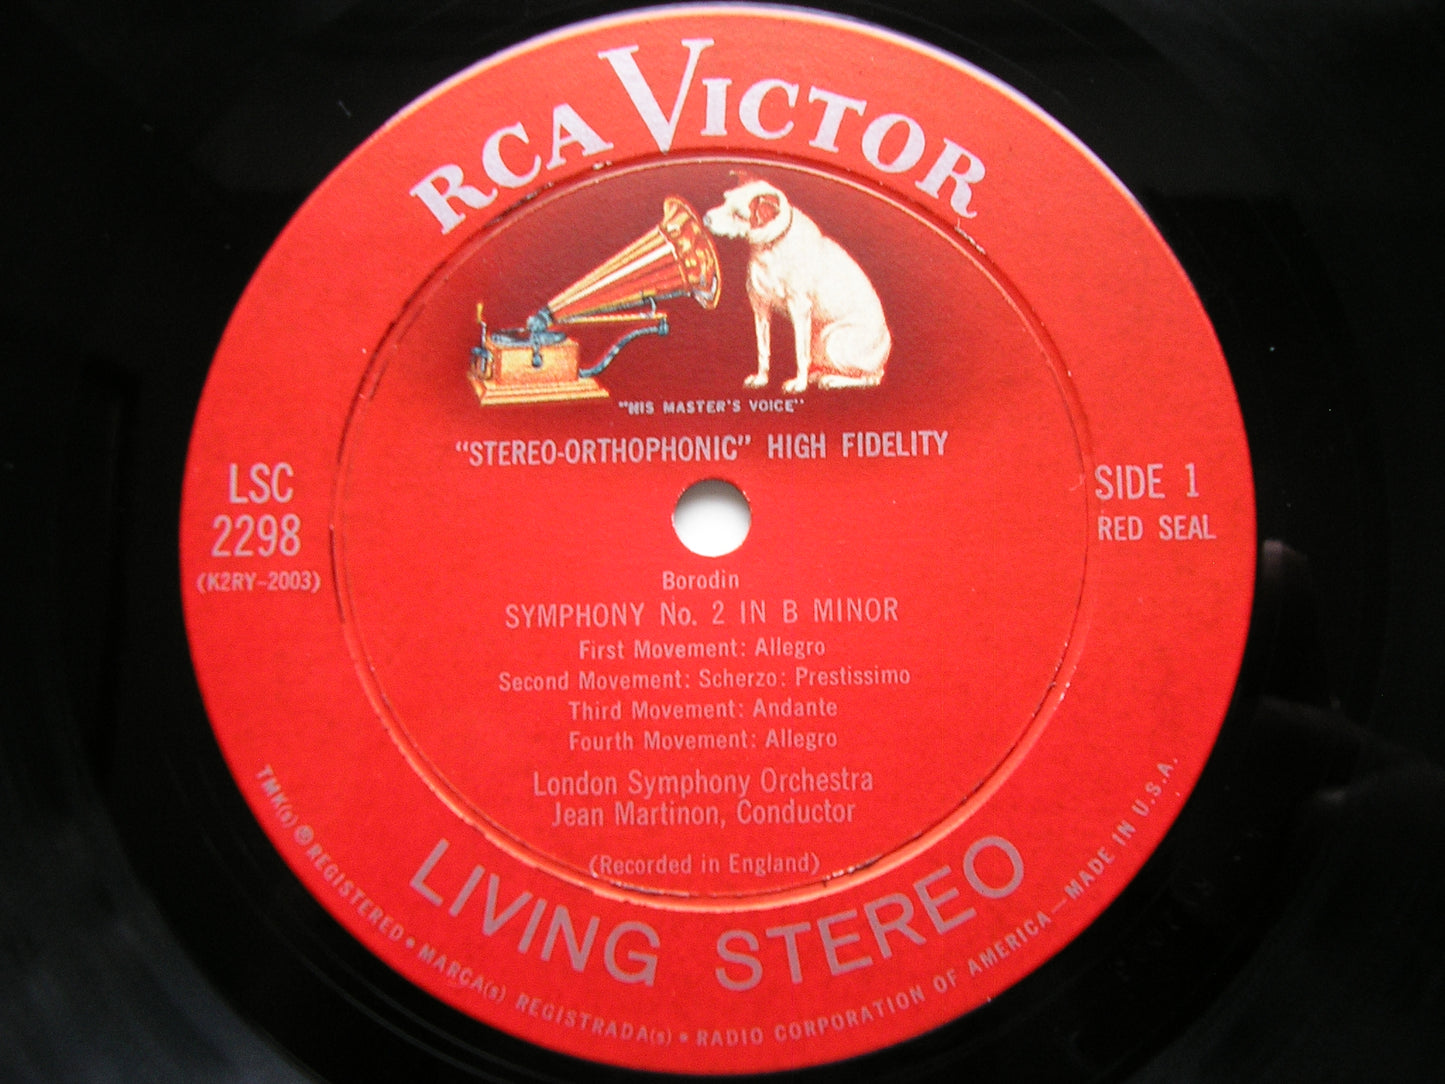 RCA VICTOR
"HIS MASTER'S VOICE"
"STEREO-ORTHOPHONIC" HIGH FIDELITY
LSC
2298
(K2RY-2003)
SIDE 1
RED SEAL
Borodin
SYMPHONY No. 2 IN B MINOR
First Movement: Allegro
Second Movement: Scherzo: Prestissimo
Third Movement: Andante
Fourth Movement: Allegro
London Symphony Orchestra
Jean Martinon, Conductor
(Recorded in England)
LIVING STEREO
TMK(s) ® REGISTERED • MARCA(s) REGISTRADA(s) • RADIO CORPORATION OF AMERICA—MADE IN U.S.A.